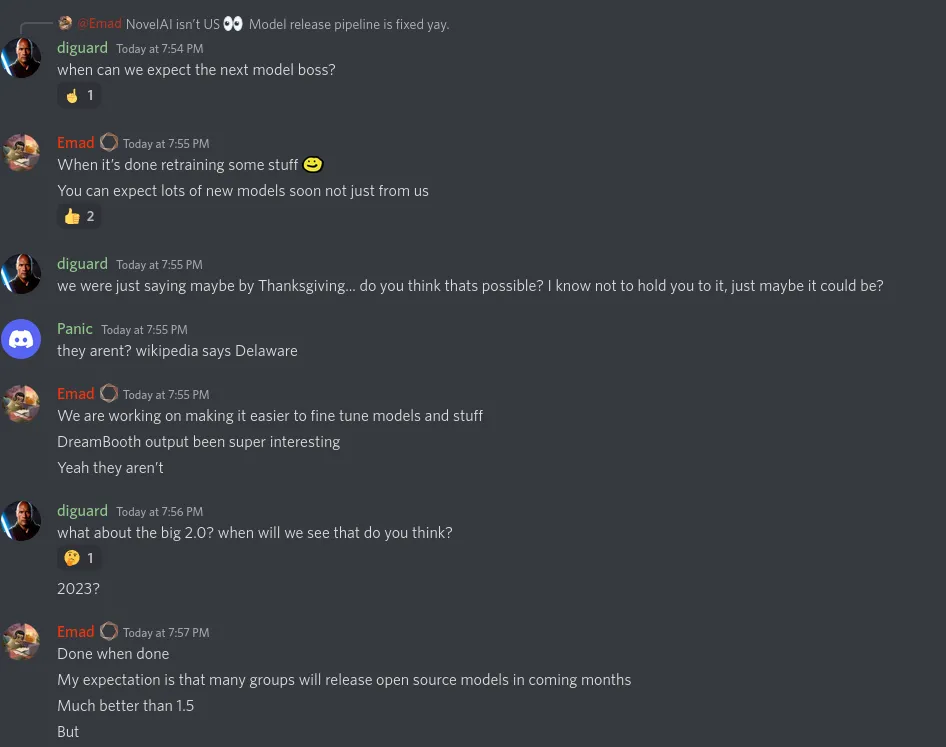 @Emad NovelAI isn't US 👀 Model release pipeline is fixed yay.
diguard Today at 7:54 PM
when can we expect the next model boss?
☝ 1
Emad Today at 7:55 PM
When it's done retraining some stuff
You can expect lots of new models soon not just from us
👍 2
diguard Today at 7:55 PM
we were just saying maybe by Thanksgiving... do you think thats possible? I know not to hold you to it, just maybe it could be?
Panic Today at 7:55 PM
they arent? wikipedia says Delaware
Emad Today at 7:55 PM
We are working on making it easier to fine tune models and stuff
DreamBooth output been super interesting
Yeah they aren't
diguard Today at 7:56 PM
what about the big 2.0? when will we see that do you think?
🤔 1
2023?
Emad Today at 7:57 PM
Done when done
My expectation is that many groups will release open source models in coming months
Much better than 1.5
But